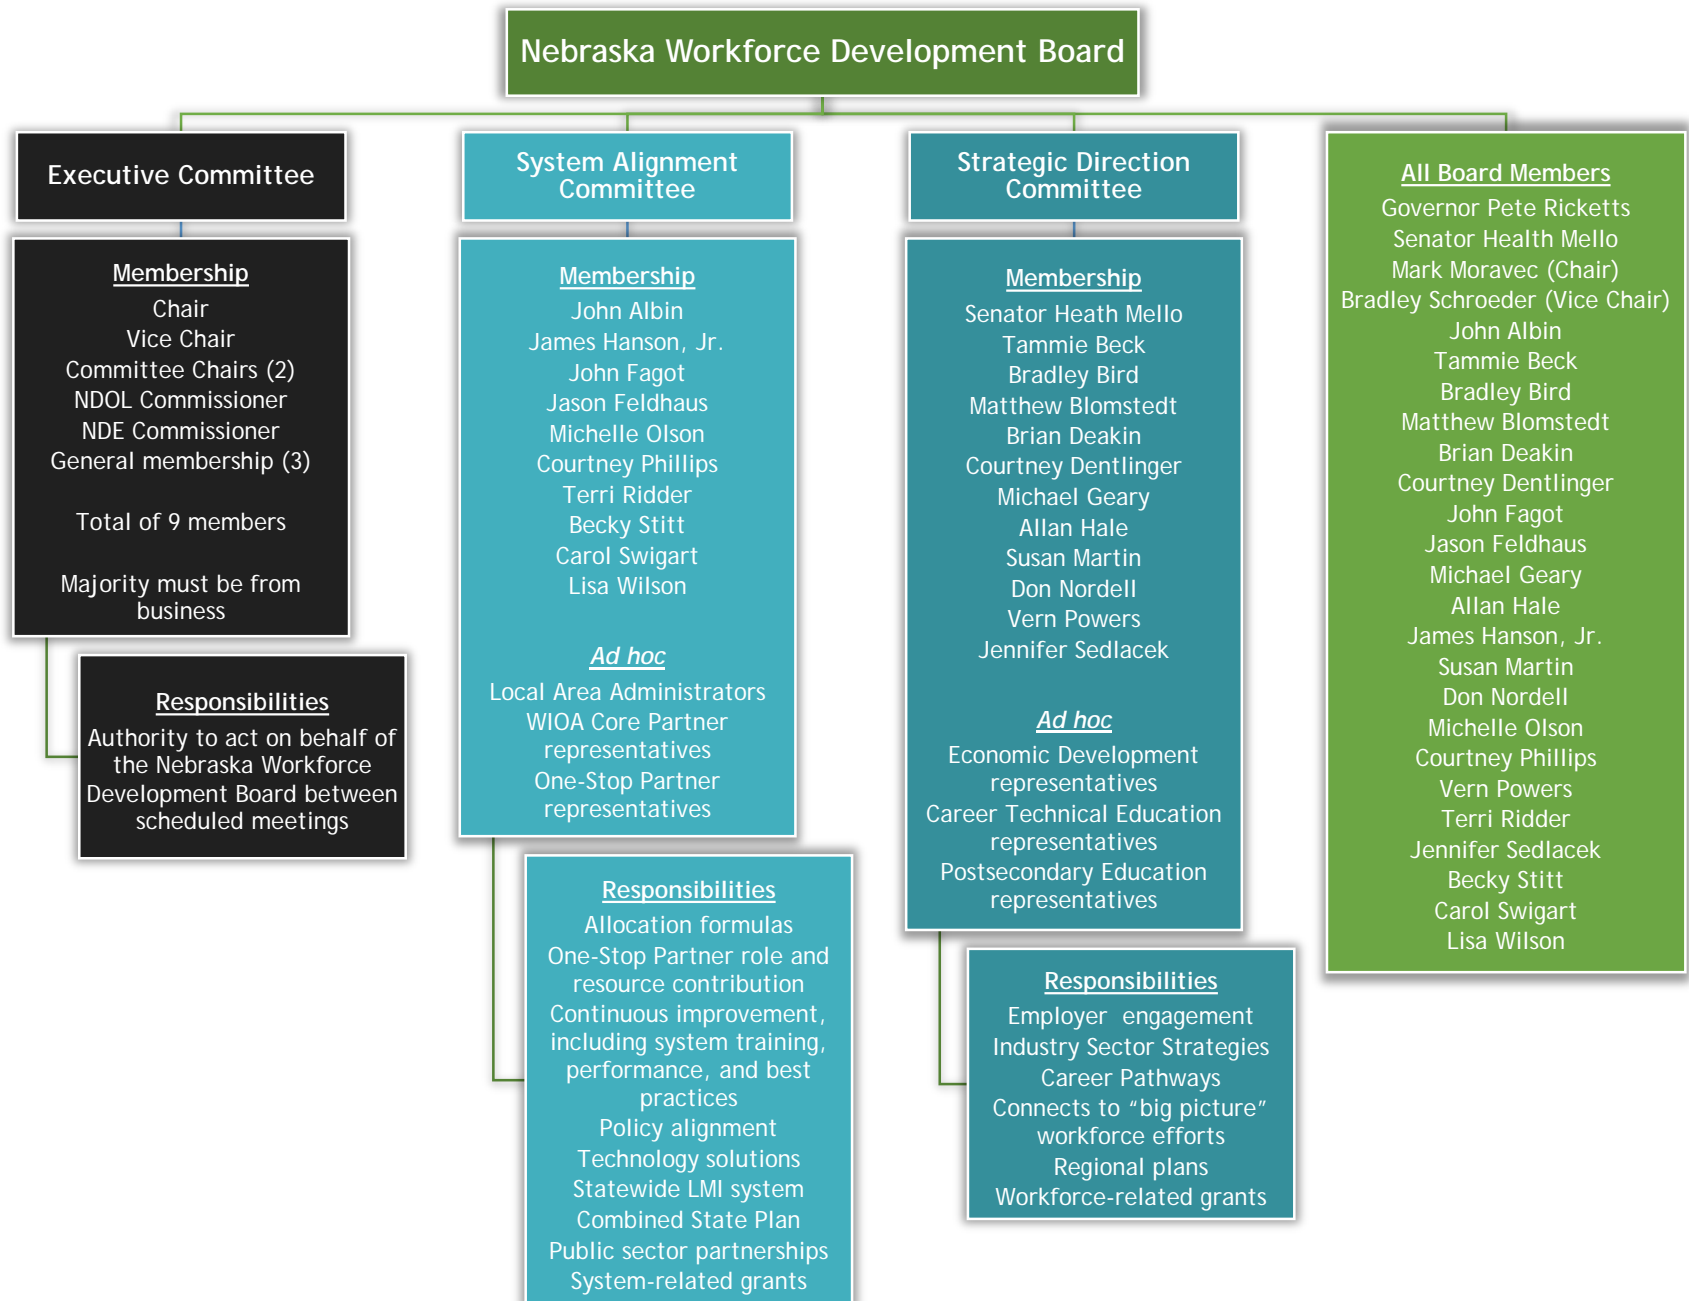 Nebraska Workforce Development Board
Executive Committee
Membership
Chair
Vice Chair
Committee Chairs (2)
NDOL Commissioner
NDE Commissioner
General membership (3)
Total of 9 members
Majority must be from
business
Responsibilities
Authority to act on behalf of
the Nebraska Workforce
Development Board between
scheduled meetings
System Alignment
Committee
Membership
John Albin
James Hanson, Jr.
John Fagot
Jason Feldhaus
Michelle Olson
Courtney Phillips
Terri Ridder
Becky Stitt
Carol Swigart
Lisa Wilson
Ad hoc
Local Area Administrators
WIOA Core Partner
representatives
One-Stop Partner
representatives
Responsibilities
Allocation formulas
One-Stop Partner role and
resource contribution
Continuous improvement,
including system training,
performance, and best
practices
Policy alignment
Technology solutions
Statewide LMI system
Combined State Plan
Public sector partnerships
System-related grants
Strategic Direction
Committee
Membership
Senator Heath Mello
Tammie Beck
Bradley Bird
Matthew Blomstedt
Brian Deakin
Courtney Dentlinger
Michael Geary
Allan Hale
Susan Martin
Don Nordell
Vern Powers
Jennifer Sedlacek
Ad hoc
Economic Development
representatives
Career Technical Education
representatives
Postsecondary Education
representatives
Responsibilities
Employer engagement
Industry Sector Strategies
Career Pathways
Connects to “big picture”
workforce efforts
Regional plans
Workforce-related grants
All Board Members
Governor Pete Ricketts
Senator Health Mello
Mark Moravec (Chair)
Bradley Schroeder (Vice Chair)
John Albin
Tammie Beck
Bradley Bird
Matthew Blomstedt
Brian Deakin
Courtney Dentlinger
John Fagot
Jason Feldhaus
Michael Geary
Allan Hale
James Hanson, Jr.
Susan Martin
Don Nordell
Michelle Olson
Courtney Phillips
Vern Powers
Terri Ridder
Jennifer Sedlacek
Becky Stitt
Carol Swigart
Lisa Wilson